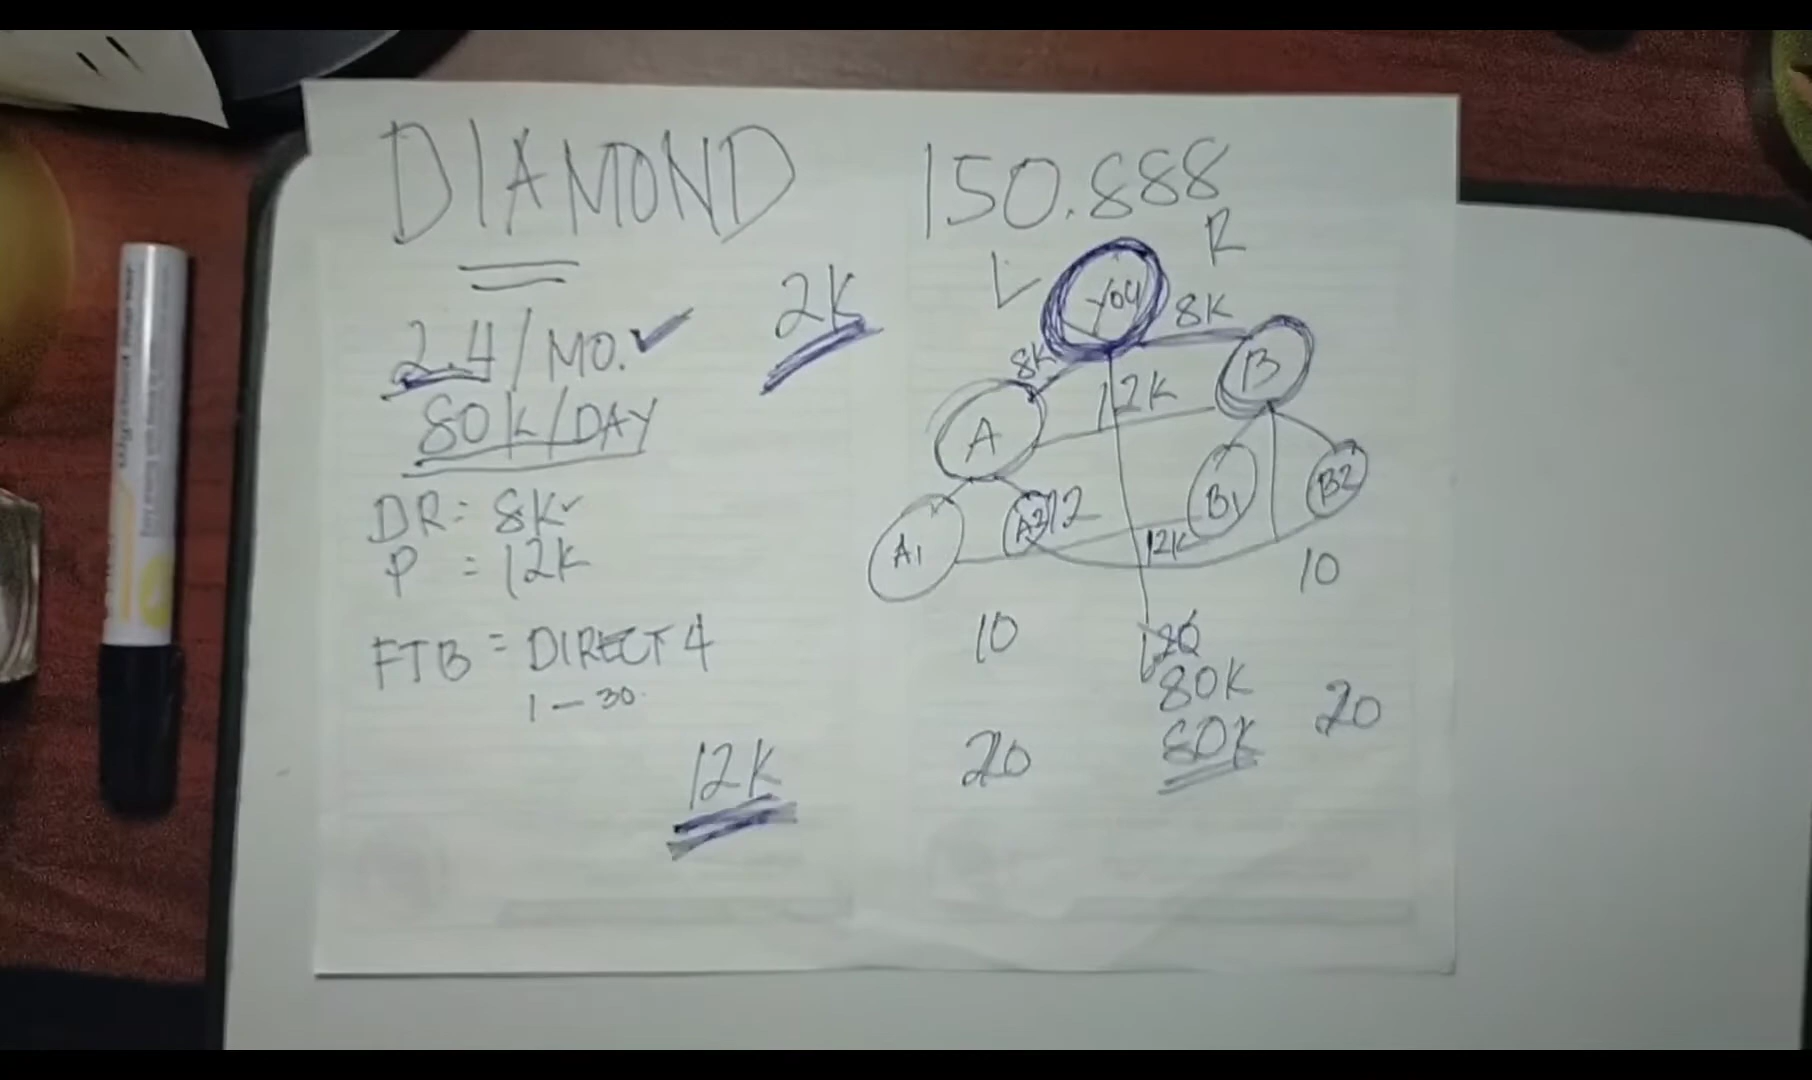 DIAMOND
2.4/MO. ✓
2K
80K/DAY
DR = 8K ✓
P = 12K
FTB = DIRECT 4
1 - 30.
12K
150.888
L
R
YOU
8K
8K
B
12K
A
B1
B2
A1
A2
12
12K
10
10
80K
80K
20
20